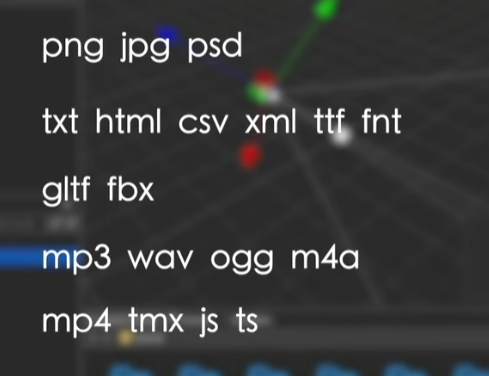 png jpg psd
txt html csv xml ttf fnt
gltf fbx
mp3 wav ogg m4a
mp4 tmx js ts